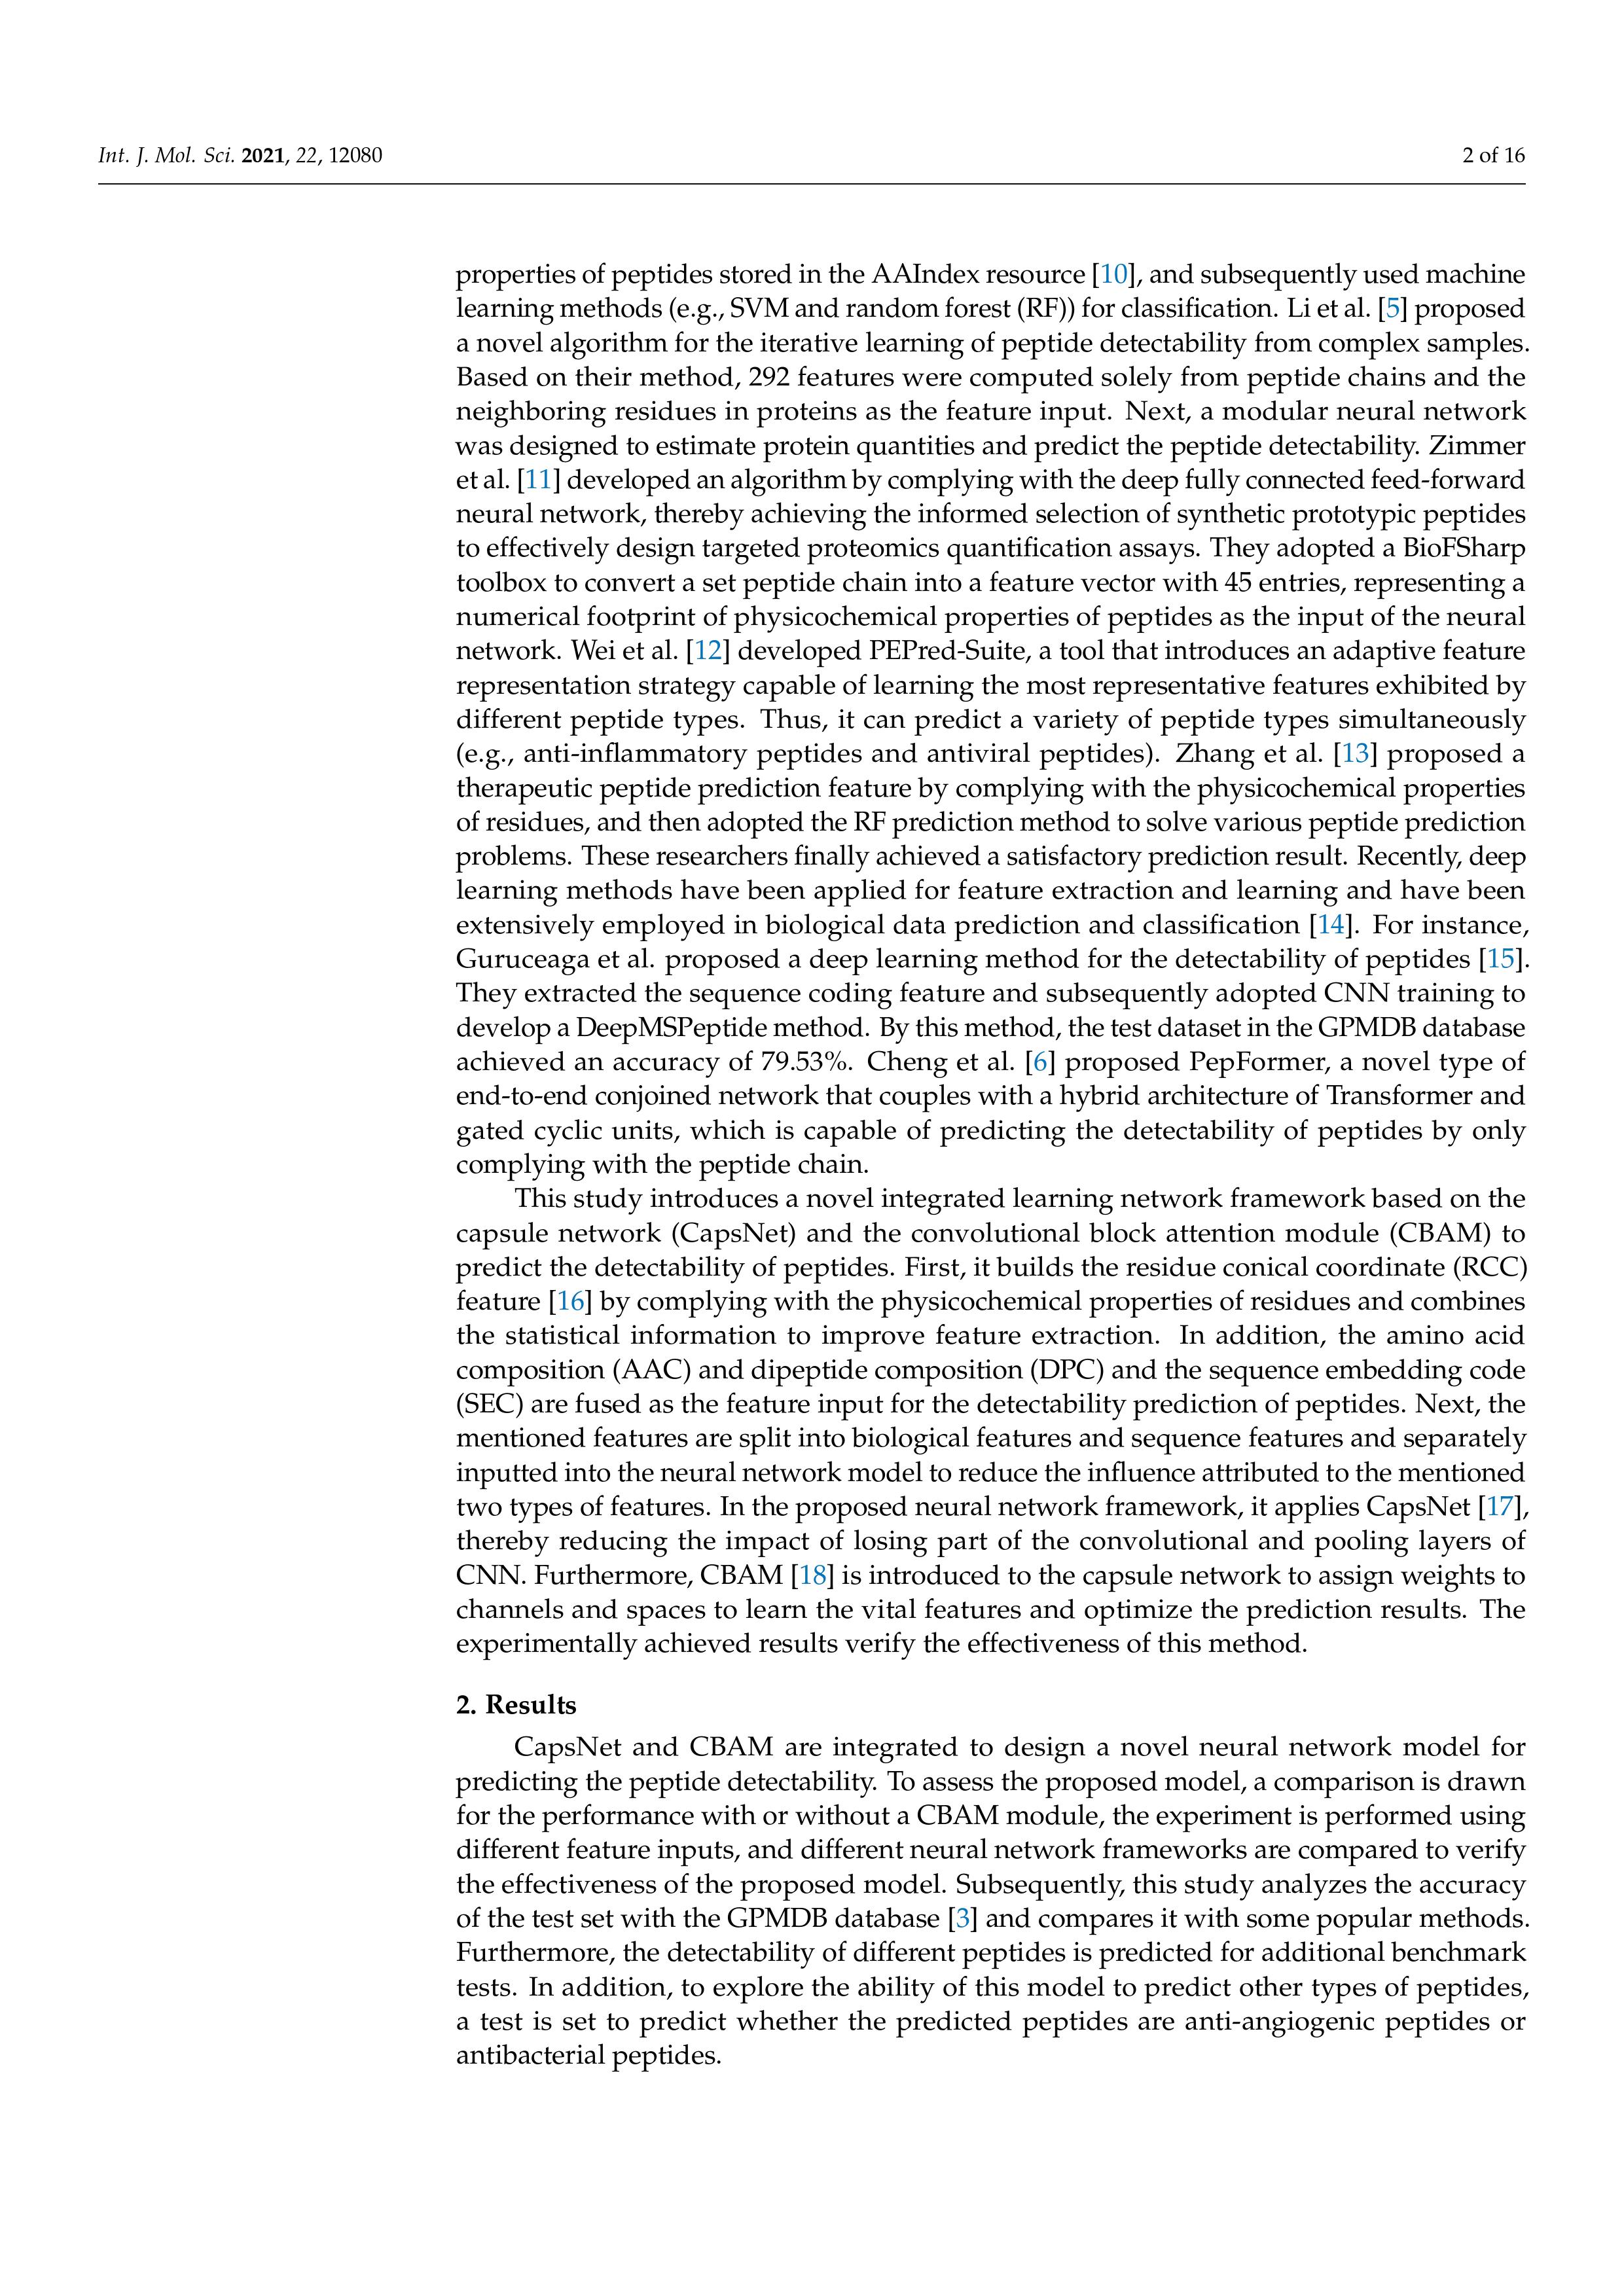 Int. J. Mol. Sci. 2021, 22, 12080
2 of 16
properties of peptides stored in the AAIndex resource [10], and subsequently used machine
learning methods (e.g., SVM and random forest (RF)) for classification. Li et al. [5] proposed
a novel algorithm for the iterative learning of peptide detectability from complex samples.
Based on their method, 292 features were computed solely from peptide chains and the
neighboring residues in proteins as the feature input. Next, a modular neural network
was designed to estimate protein quantities and predict the peptide detectability. Zimmer
et al. [11] developed an algorithm by complying with the deep fully connected feed-forward
neural network, thereby achieving the informed selection of synthetic prototypic peptides
to effectively design targeted proteomics quantification assays. They adopted a BioFSharp
toolbox to convert a set peptide chain into a feature vector with 45 entries, representing a
numerical footprint of physicochemical properties of peptides as the input of the neural
network. Wei et al. [12] developed PEPred-Suite, a tool that introduces an adaptive feature
representation strategy capable of learning the most representative features exhibited by
different peptide types. Thus, it can predict a variety of peptide types simultaneously
(e.g., anti-inflammatory peptides and antiviral peptides). Zhang et al. [13] proposed a
therapeutic peptide prediction feature by complying with the physicochemical properties
of residues, and then adopted the RF prediction method to solve various peptide prediction
problems. These researchers finally achieved a satisfactory prediction result. Recently, deep
learning methods have been applied for feature extraction and learning and have been
extensively employed in biological data prediction and classification [14]. For instance,
Guruceaga et al. proposed a deep learning method for the detectability of peptides [15].
They extracted the sequence coding feature and subsequently adopted CNN training to
develop a DeepMSPeptide method. By this method, the test dataset in the GPMDB database
achieved an accuracy of 79.53%. Cheng et al. [6] proposed PepFormer, a novel type of
end-to-end conjoined network that couples with a hybrid architecture of Transformer and
gated cyclic units, which is capable of predicting the detectability of peptides by only
complying with the peptide chain.
This study introduces a novel integrated learning network framework based on the
capsule network (CapsNet) and the convolutional block attention module (CBAM) to
predict the detectability of peptides. First, it builds the residue conical coordinate (RCC)
feature [16] by complying with the physicochemical properties of residues and combines
the statistical information to improve feature extraction. In addition, the amino acid
composition (AAC) and dipeptide composition (DPC) and the sequence embedding code
(SEC) are fused as the feature input for the detectability prediction of peptides. Next, the
mentioned features are split into biological features and sequence features and separately
inputted into the neural network model to reduce the influence attributed to the mentioned
two types of features. In the proposed neural network framework, it applies CapsNet [17],
thereby reducing the impact of losing part of the convolutional and pooling layers of
CNN. Furthermore, CBAM [18] is introduced to the capsule network to assign weights to
channels and spaces to learn the vital features and optimize the prediction results. The
experimentally achieved results verify the effectiveness of this method.
2. Results
CapsNet and CBAM are integrated to design a novel neural network model for
predicting the peptide detectability. To assess the proposed model, a comparison is drawn
for the performance with or without a CBAM module, the experiment is performed using
different feature inputs, and different neural network frameworks are compared to verify
the effectiveness of the proposed model. Subsequently, this study analyzes the accuracy
of the test set with the GPMDB database [3] and compares it with some popular methods.
Furthermore, the detectability of different peptides is predicted for additional benchmark
tests. In addition, to explore the ability of this model to predict other types of peptides,
a test is set to predict whether the predicted peptides are anti-angiogenic peptides or
antibacterial peptides.